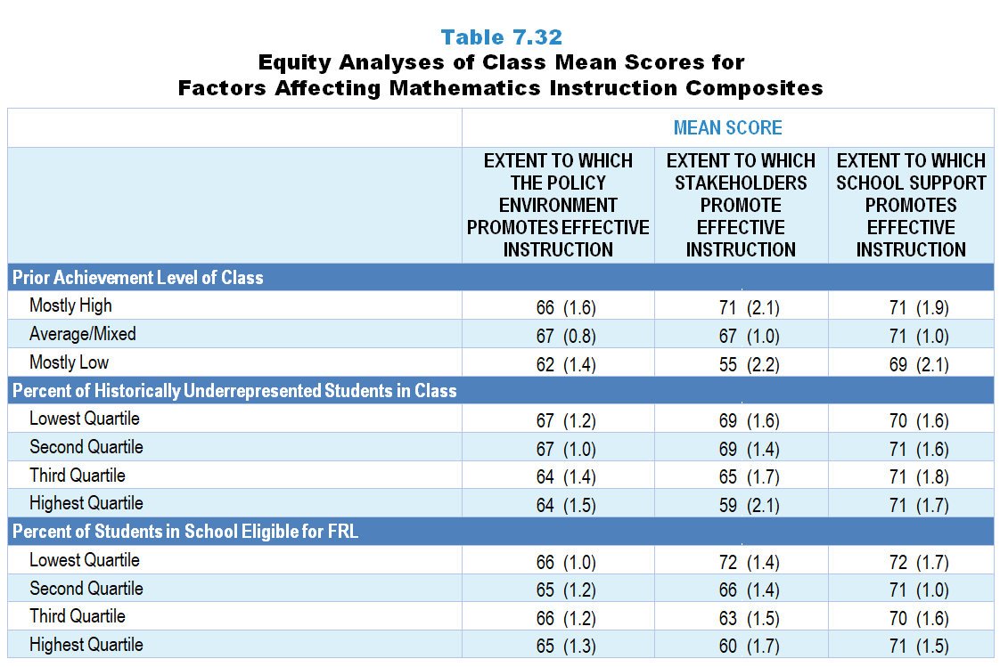 Table 7.32
Equity Analyses of Class Mean Scores for
Factors Affecting Mathematics Instruction Composites
MEAN SCORE
EXTENT TO WHICH THE POLICY ENVIRONMENT PROMOTES EFFECTIVE INSTRUCTION EXTENT TO WHICH STAKEHOLDERS PROMOTE EFFECTIVE INSTRUCTION EXTENT TO WHICH SCHOOL SUPPORT PROMOTES EFFECTIVE INSTRUCTION
Prior Achievement Level of Class
Mostly High 66 (1.6) 71 (2.1) 71 (1.9)
Average/Mixed 67 (0.8) 67 (1.0) 71 (1.0)
Mostly Low 62 (1.4) 55 (2.2) 69 (2.1)
Percent of Historically Underrepresented Students in Class
Lowest Quartile 67 (1.2) 69 (1.6) 70 (1.6)
Second Quartile 67 (1.0) 69 (1.4) 71 (1.6)
Third Quartile 64 (1.4) 65 (1.7) 71 (1.8)
Highest Quartile 64 (1.5) 59 (2.1) 71 (1.7)
Percent of Students in School Eligible for FRL
Lowest Quartile 66 (1.0) 72 (1.4) 72 (1.7)
Second Quartile 65 (1.2) 66 (1.4) 71 (1.0)
Third Quartile 66 (1.2) 63 (1.5) 70 (1.6)
Highest Quartile 65 (1.3) 60 (1.7) 71 (1.5)